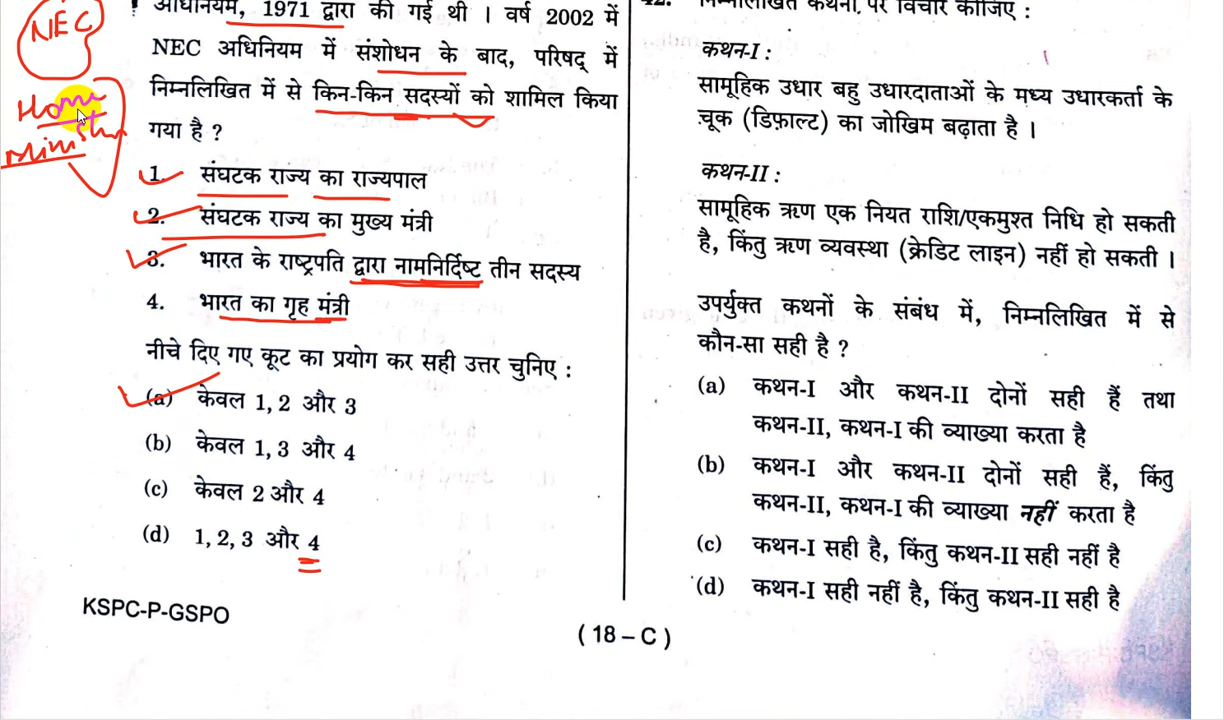 NEC
Home
Minister
अधिनियम, 1971 द्वारा की गई थी । वर्ष 2002 में
NEC अधिनियम में संशोधन के बाद, परिषद् में
निम्नलिखित में से किन-किन सदस्यों को शामिल किया
गया है ?
1. संघटक राज्य का राज्यपाल
2. संघटक राज्य का मुख्य मंत्री
3. भारत के राष्ट्रपति द्वारा नामनिर्दिष्ट तीन सदस्य
4. भारत का गृह मंत्री
नीचे दिए गए कूट का प्रयोग कर सही उत्तर चुनिए :
(a) केवल 1, 2 और 3
(b) केवल 1, 3 और 4
(c) केवल 2 और 4
(d) 1, 2, 3 और 4
KSPC-P-GSPO
42. निम्नलिखित कथनों पर विचार कीजिए :
कथन-I :
सामूहिक उधार बहु उधारदाताओं के मध्य उधारकर्ता के
चूक (डिफ़ाल्ट) का जोखिम बढ़ाता है ।
कथन-II :
सामूहिक ऋण एक नियत राशि/एकमुश्त निधि हो सकती
है, किंतु ऋण व्यवस्था (क्रेडिट लाइन) नहीं हो सकती ।
उपर्युक्त कथनों के संबंध में, निम्नलिखित में से
कौन-सा सही है ?
(a) कथन-I और कथन-II दोनों सही हैं तथा
कथन-II, कथन-I की व्याख्या करता है
(b) कथन-I और कथन-II दोनों सही हैं, किंतु
कथन-II, कथन-I की व्याख्या नहीं करता है
(c) कथन-I सही है, किंतु कथन-II सही नहीं है
(d) कथन-I सही नहीं है, किंतु कथन-II सही है
( 18 – C )